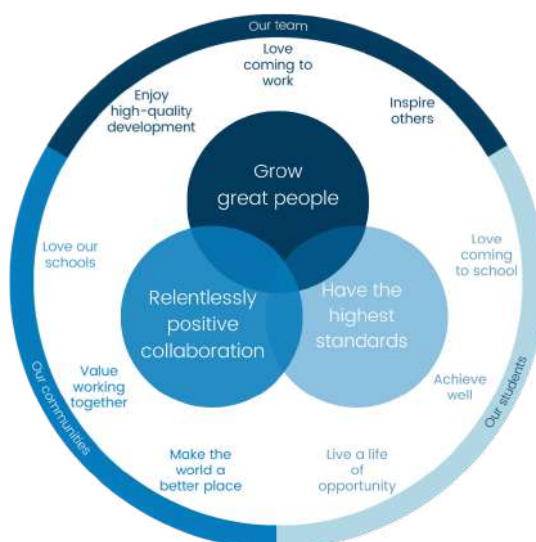 Our team
Love
coming to
work
Enjoy
high-quality
development
Inspire
others
Grow
great people
Love our
schools
Love
coming
to school
Relentlessly
positive
collaboration
Have the
highest
standards
Value
working
together
Achieve
well
Our communities
Our students
Make the
world a
better place
Live a life
of
opportunity